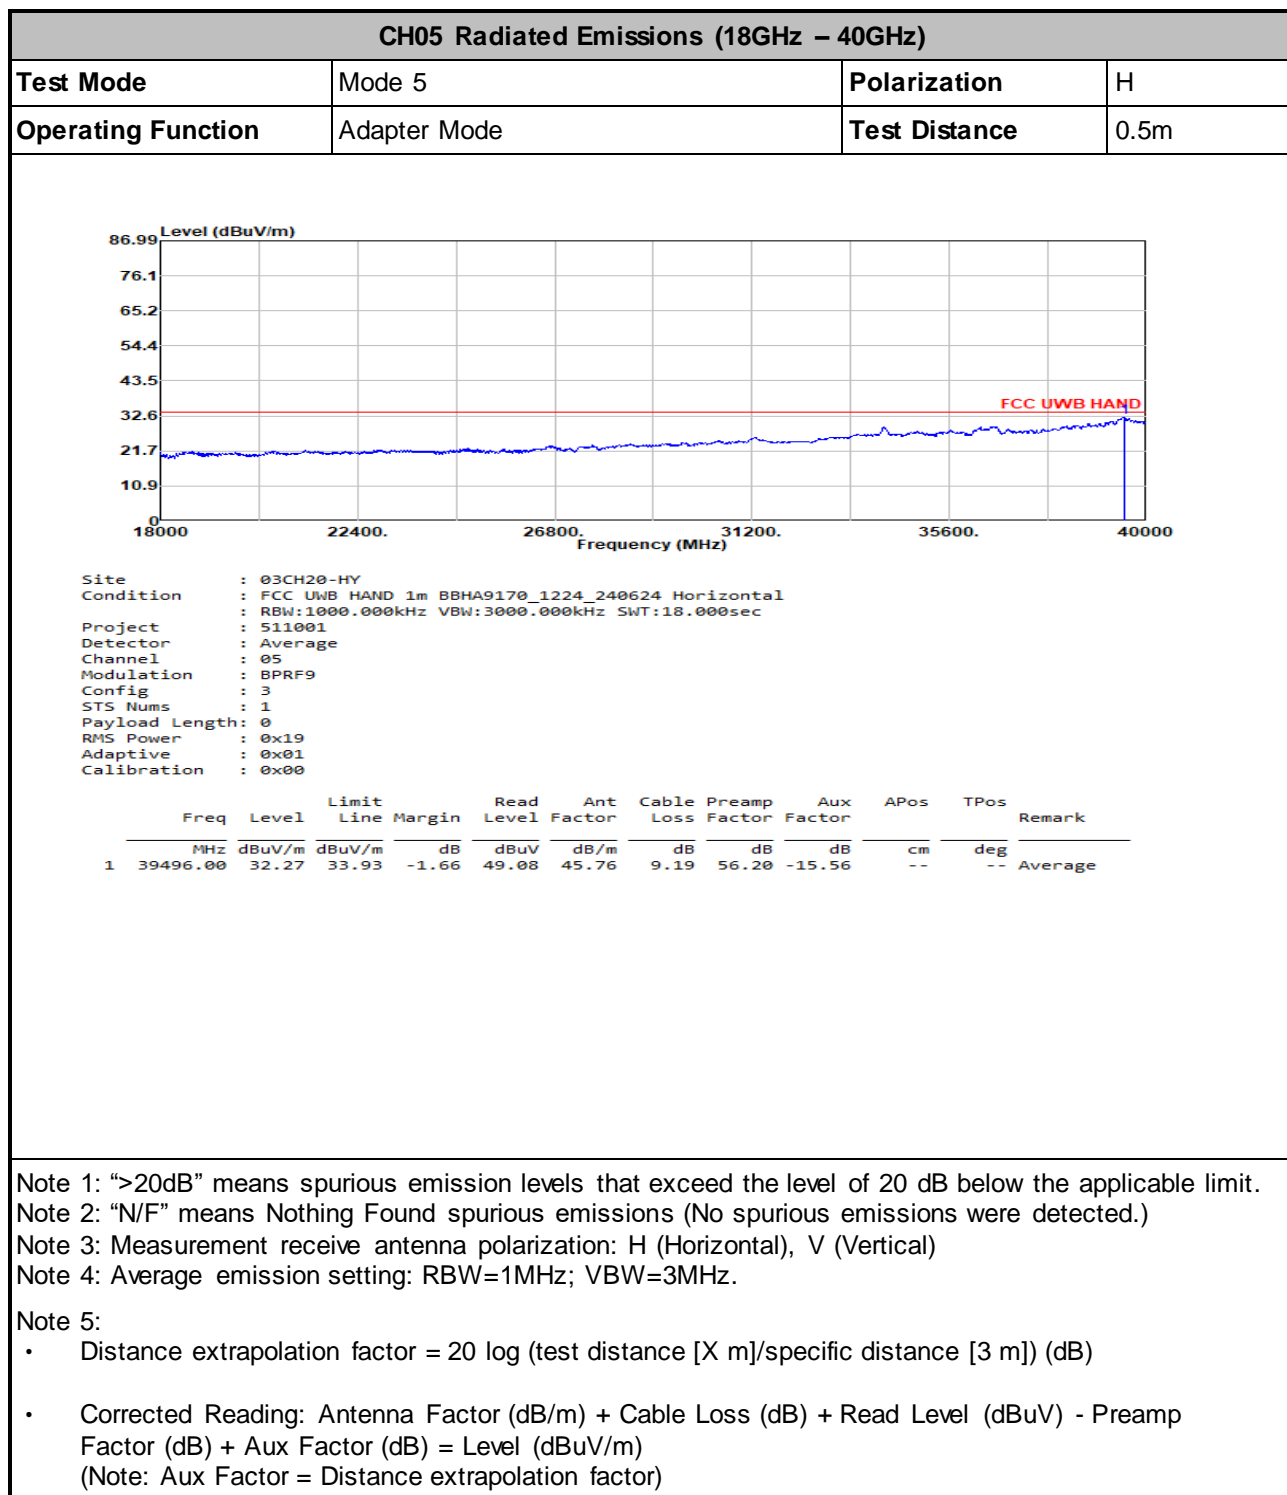 CH05 Radiated Emissions (18GHz – 40GHz)
Test Mode Mode 5 Polarization H
Operating Function Adapter Mode Test Distance 0.5m
Level (dBuV/m)
86.99
76.1
65.2
54.4
43.5
FCC UWB HAND
32.6
21.7
10.9
0
18000 22400. 26800. 31200. 35600. 40000
Frequency (MHz)
Site : 03CH20-HY
Condition : FCC UWB HAND 1m BBHA9170_1224_240624 Horizontal
: RBW:1000.000kHz VBW:3000.000kHz SWT:18.000sec
Project : 511001
Detector : Average
Channel : 05
Modulation : BPRF9
Config : 3
STS Nums : 1
Payload Length: 0
RMS Power : 0x19
Adaptive : 0x01
Calibration : 0x00
Limit Read Ant Cable Preamp Aux APos TPos
Freq Level Line Margin Level Factor Loss Factor Factor Remark
MHz dBuV/m dBuV/m dB dBuV dB/m dB dB dB cm deg
1 39496.00 32.27 33.93 -1.66 49.08 45.76 9.19 56.20 -15.56 -- -- Average
Note 1: “>20dB” means spurious emission levels that exceed the level of 20 dB below the applicable limit.
Note 2: “N/F” means Nothing Found spurious emissions (No spurious emissions were detected.)
Note 3: Measurement receive antenna polarization: H (Horizontal), V (Vertical)
Note 4: Average emission setting: RBW=1MHz; VBW=3MHz.
Note 5:
• Distance extrapolation factor = 20 log (test distance [X m]/specific distance [3 m]) (dB)
• Corrected Reading: Antenna Factor (dB/m) + Cable Loss (dB) + Read Level (dBuV) - Preamp
Factor (dB) + Aux Factor (dB) = Level (dBuV/m)
(Note: Aux Factor = Distance extrapolation factor)